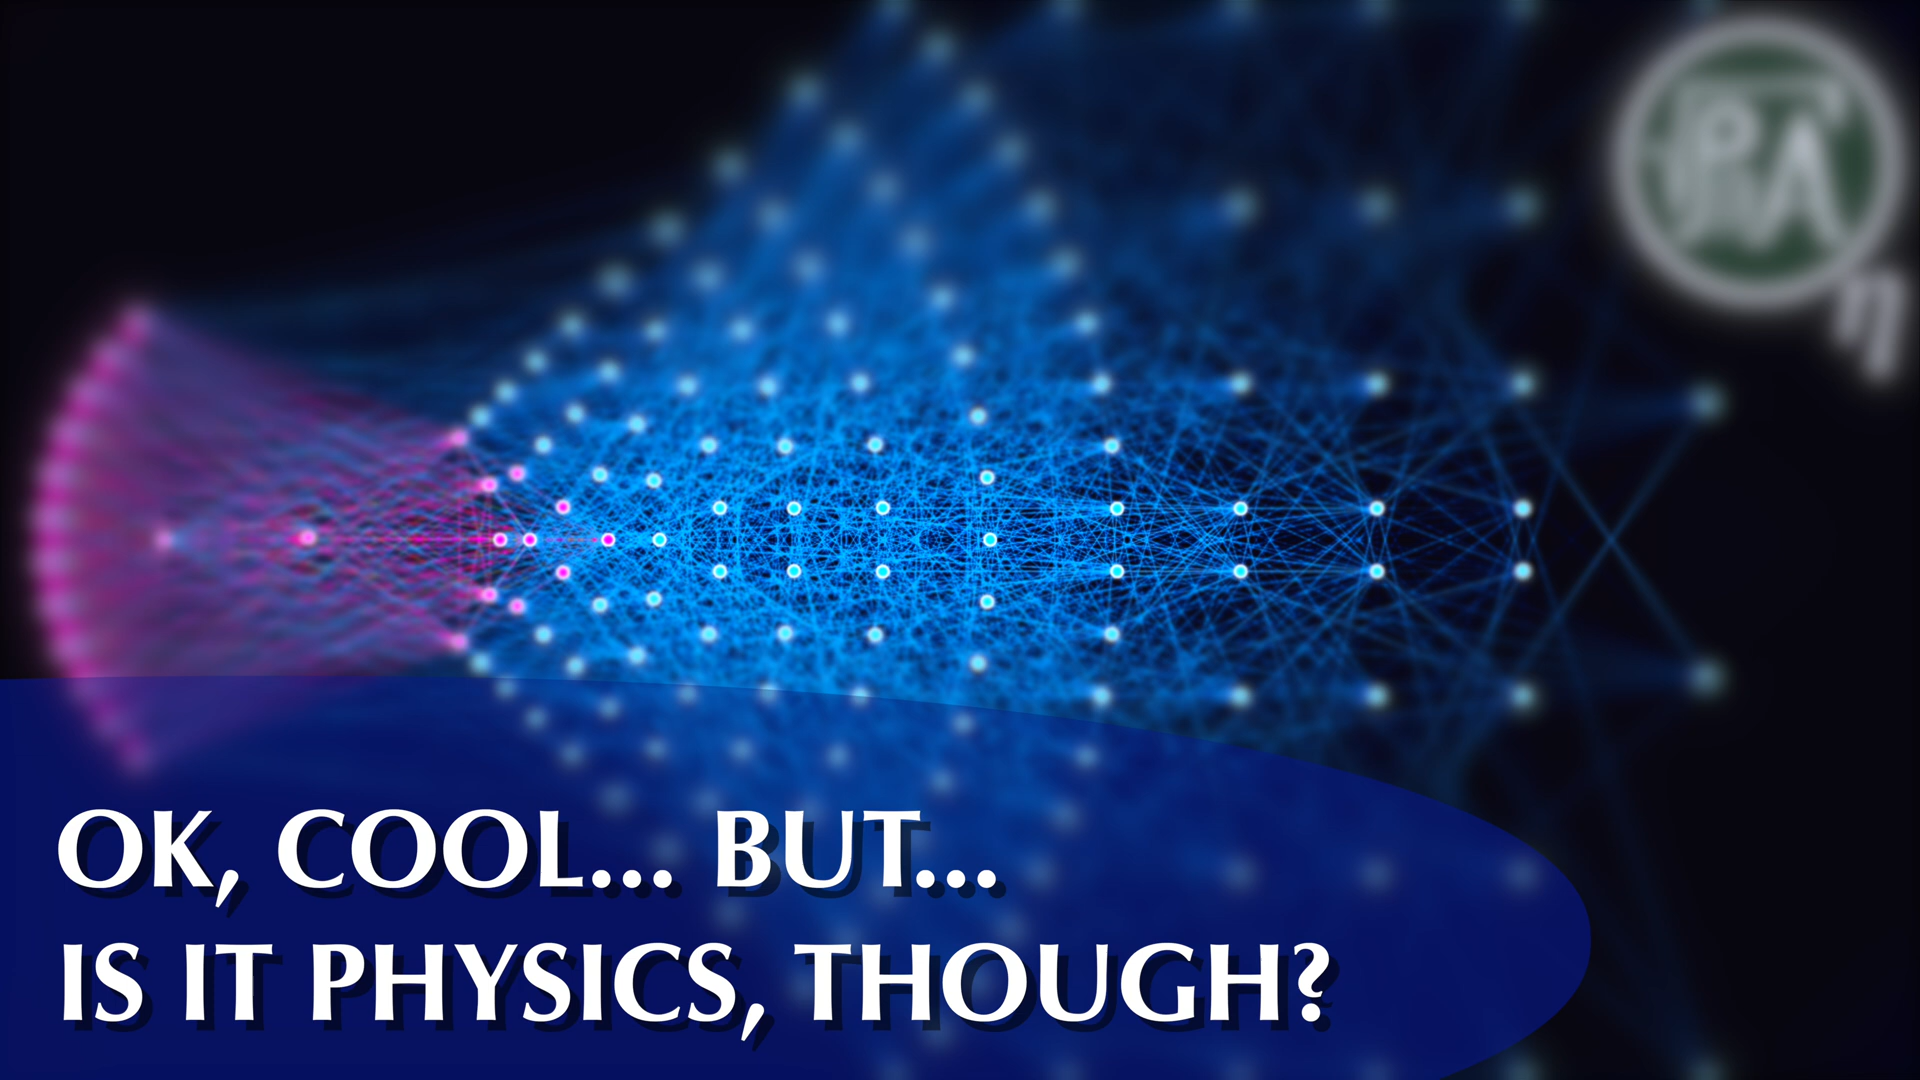 OK, COOL... BUT...
IS IT PHYSICS, THOUGH?